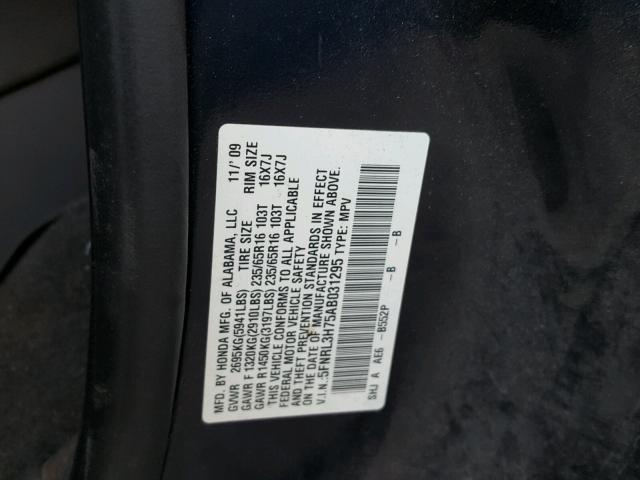 MFD. BY HONDA MFG. OF ALABAMA, LLC 11/'09
GVWR 2695KG(5941LBS) TIRE SIZE RIM SIZE
GAWR F 1320KG(2910LBS) 235/65R16 103T 16X7J
GAWR R1450KG(3197LBS) 235/65R16 103T 16X7J
THIS VEHICLE CONFORMS TO ALL APPLICABLE
FEDERAL MOTOR VEHICLE SAFETY
AND THEFT PREVENTION STANDARDS IN EFFECT
ON THE DATE OF MANUFACTURE SHOWN ABOVE.
V.I.N.:5FNRL3H75AB031295 TYPE: MPV
SHJ A AE6 - B552P - B - B